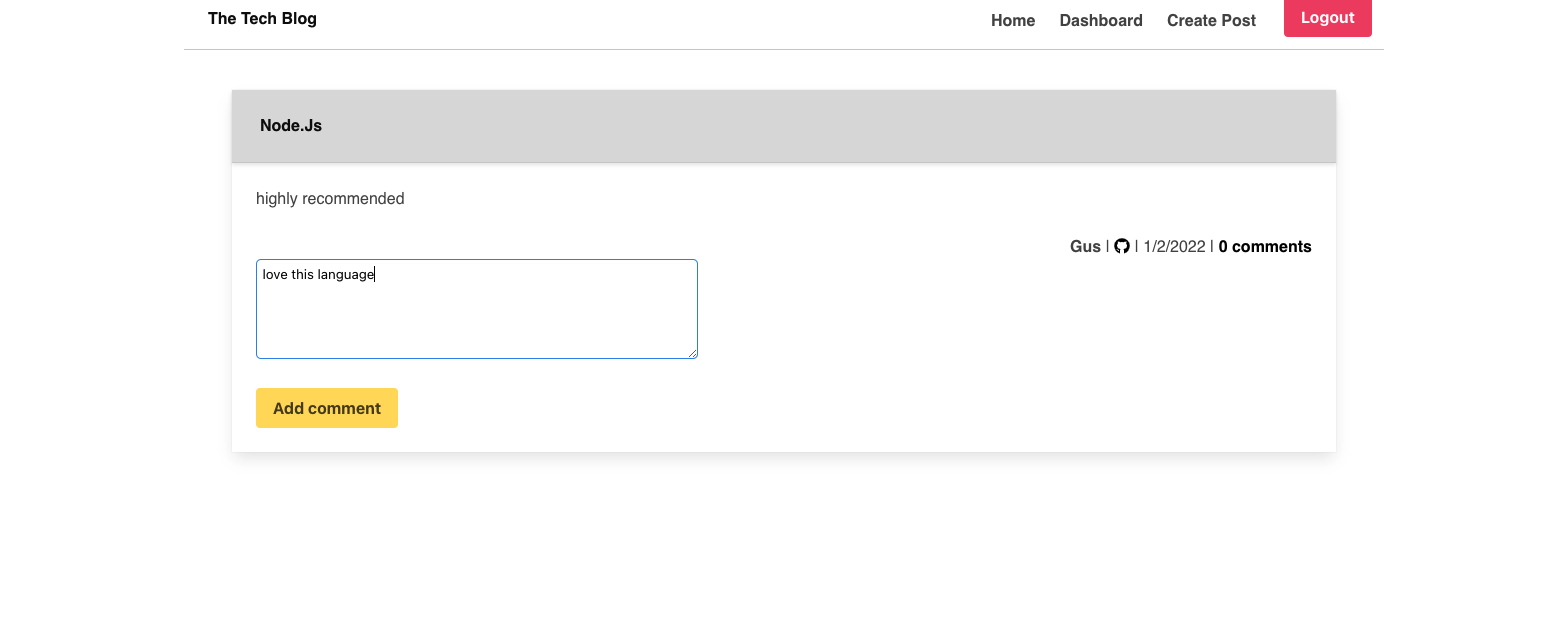 The Tech Blog
Home Dashboard Create Post Logout
Node.Js
highly recommended
Gus | | 1/2/2022 | 0 comments
love this language
Add comment